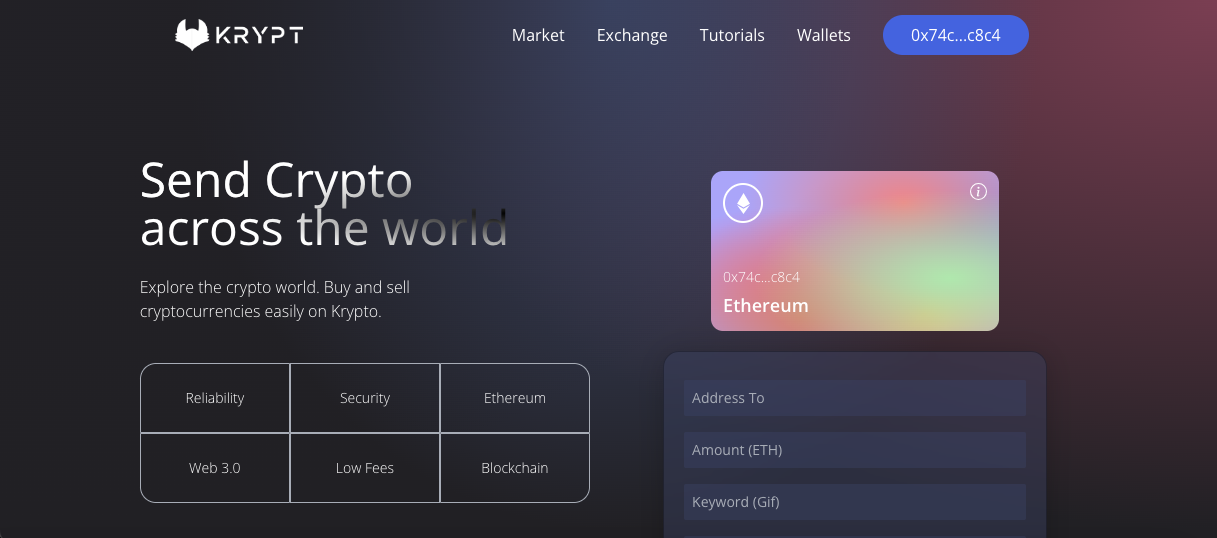 KRYPT
Market
Exchange
Tutorials
Wallets
0x74c...c8c4
Send Crypto
across the world
Explore the crypto world. Buy and sell
cryptocurrencies easily on Krypto.
Reliability
Security
Ethereum
Web 3.0
Low Fees
Blockchain
i
0x74c...c8c4
Ethereum
Address To
Amount (ETH)
Keyword (Gif)